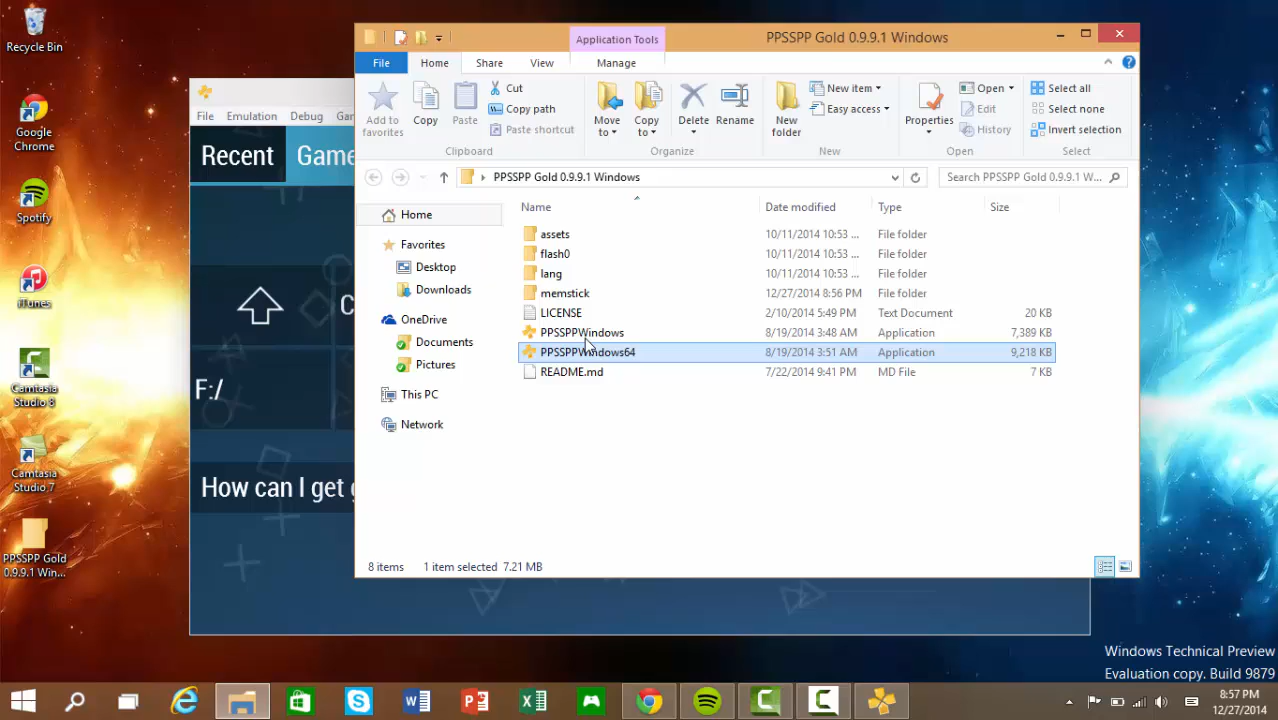 Recycle Bin
Google Chrome
Spotify
iTunes
Camtasia Studio 8
Camtasia Studio 7
PPSSPP Gold 0.9.9.1 Win...
File Emulation Debug
Recent
F:/
How can I get
Application Tools
PPSSPP Gold 0.9.9.1 Windows
File Home Share View Manage
Add to favorites
Copy
Paste
Cut
Copy path
Paste shortcut
Clipboard
Move to
Copy to
Delete
Rename
Organize
New folder
New item
Easy access
New
Properties
Open
Edit
History
Open
Select all
Select none
Invert selection
Select
PPSSPP Gold 0.9.9.1 Windows
Search PPSSPP Gold 0.9.9.1 W...
Home
Favorites
Desktop
Downloads
OneDrive
Documents
Pictures
This PC
Network
Name Date modified Type Size
assets 10/11/2014 10:53 ... File folder
flash0 10/11/2014 10:53 ... File folder
lang 10/11/2014 10:53 ... File folder
memstick 12/27/2014 8:56 PM File folder
LICENSE 2/10/2014 5:49 PM Text Document 20 KB
PPSSPPWindows 8/19/2014 3:48 AM Application 7,389 KB
PPSSPPWindows64 8/19/2014 3:51 AM Application 9,218 KB
README.md 7/22/2014 9:41 PM MD File 7 KB
8 items 1 item selected 7.21 MB
Windows Technical Preview
Evaluation copy. Build 9879
8:57 PM
12/27/2014